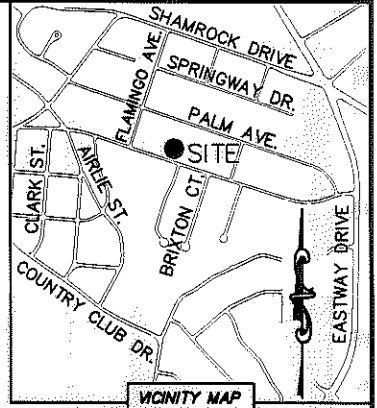 SHAMROCK DRIVE
FLAMINGO AVE.
SPRINGWAY DR.
PALM AVE.
SITE
CLARK ST.
AIRLIE ST.
BRIXTON CT.
EASTWAY DRIVE
COUNTRY CLUB DR.
VICINITY MAP